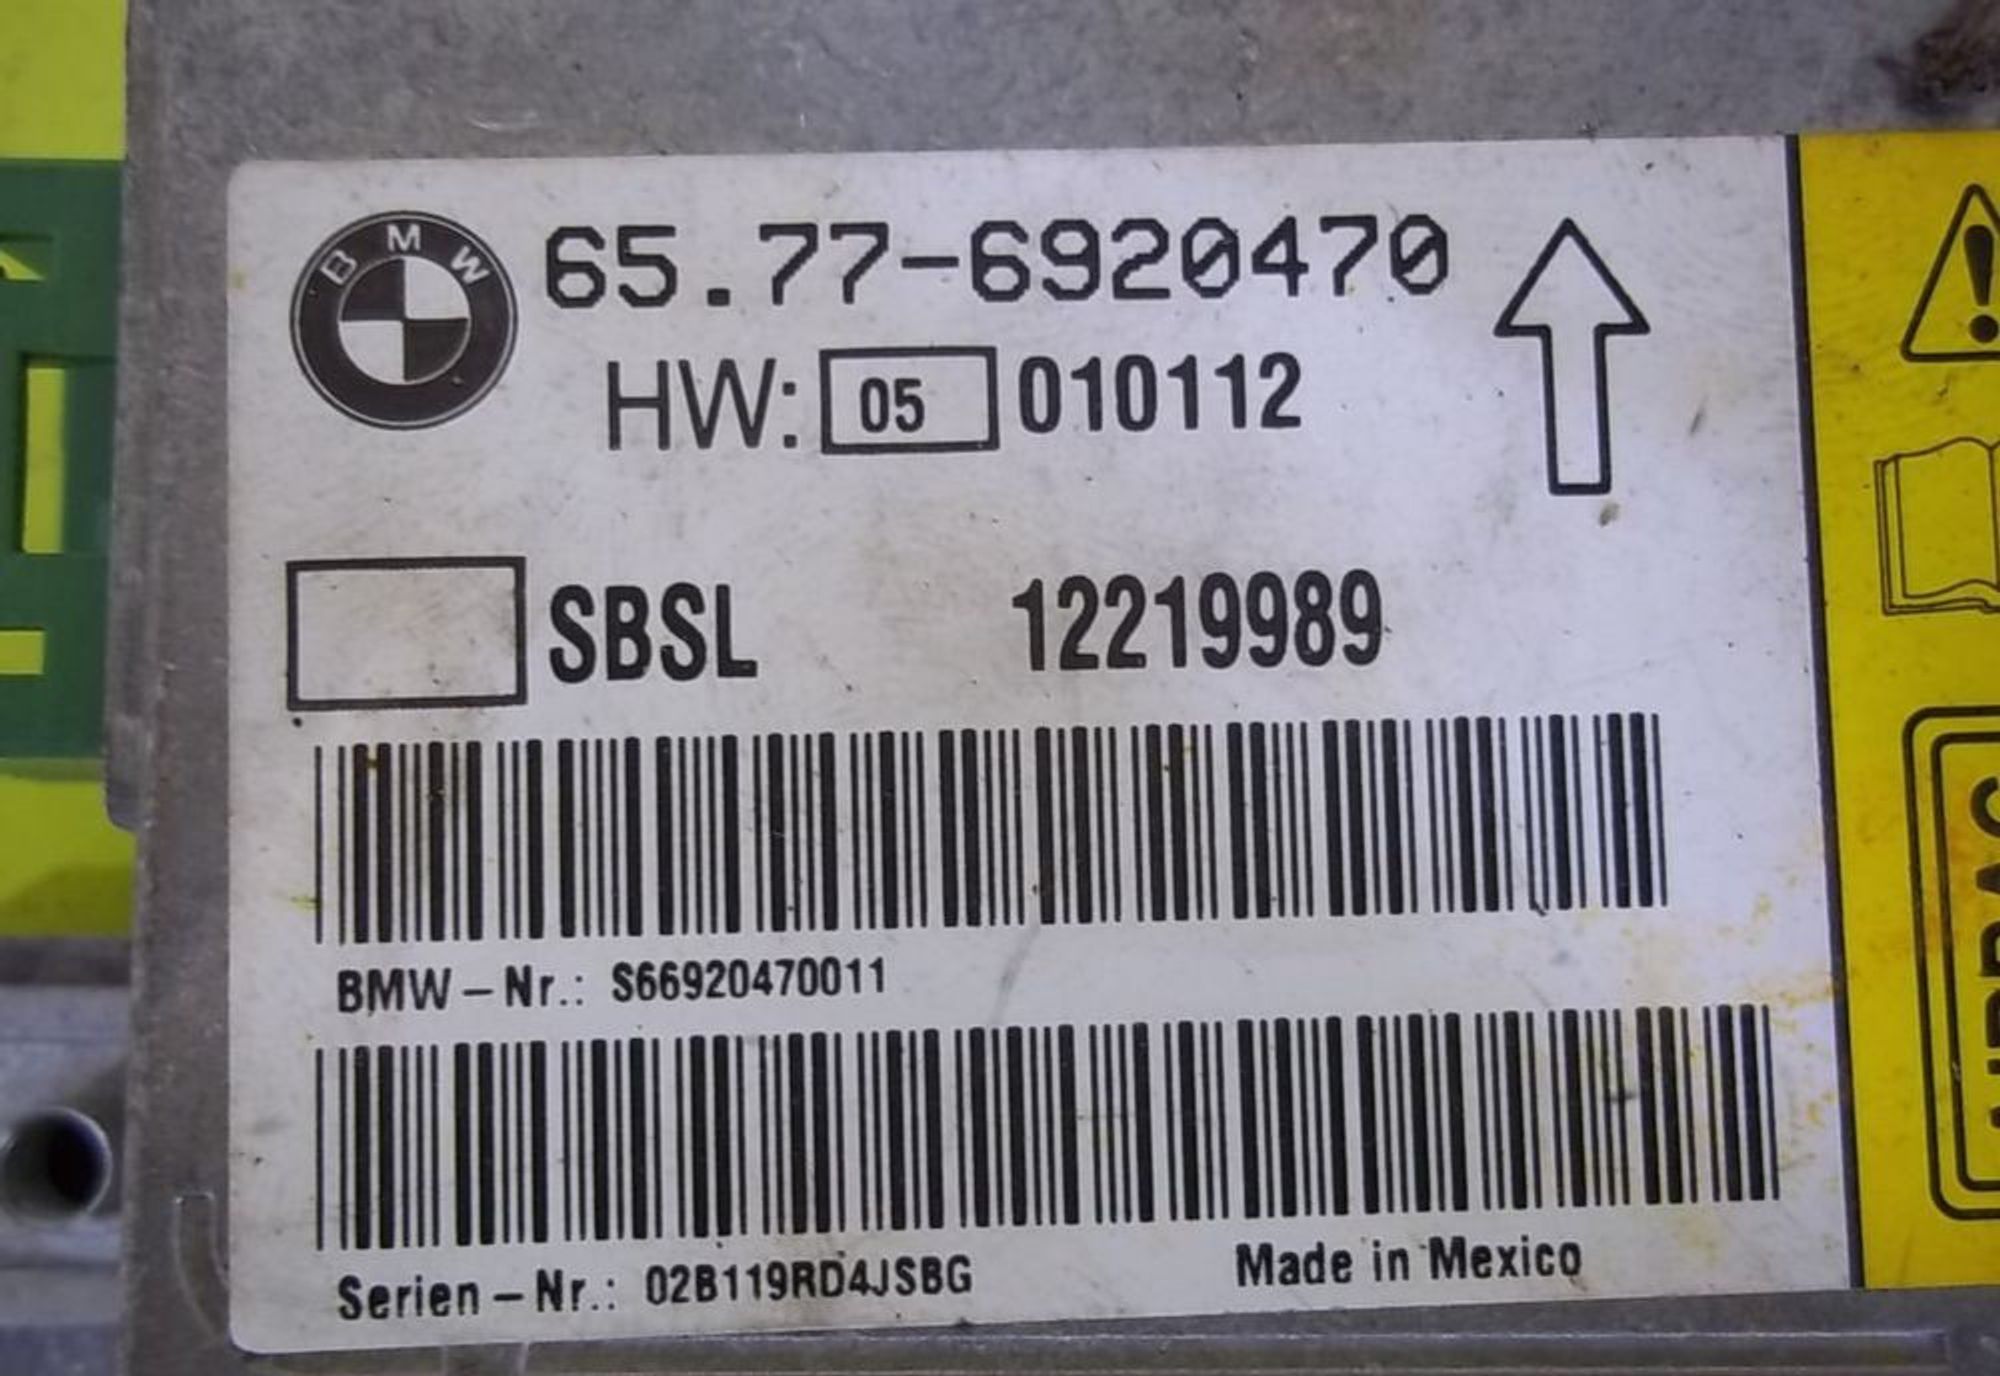 BMW 65.77-6920470
HW: 05 010112
SBSL 12219989
BMW-Nr.: S66920470011
Serien-Nr.: 02B119RD4JSBG
Made in Mexico